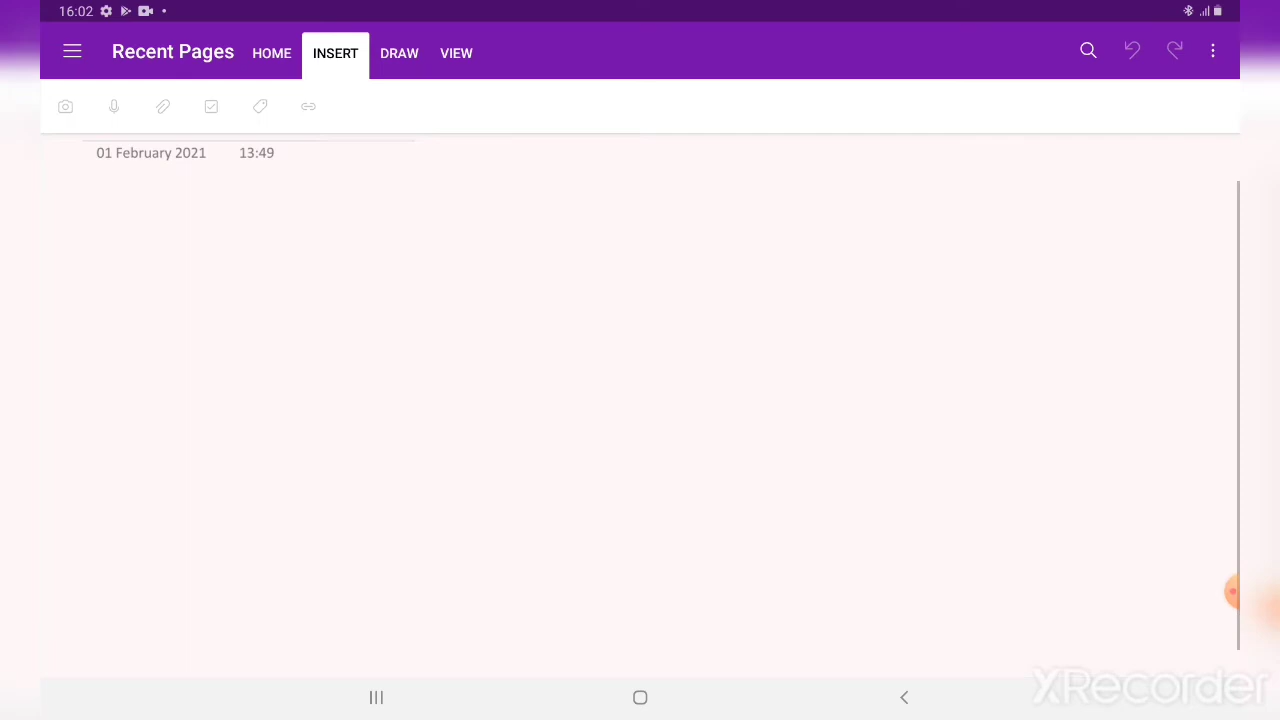 16:02
Recent Pages HOME INSERT DRAW VIEW
01 February 2021 13:49
XRecorder